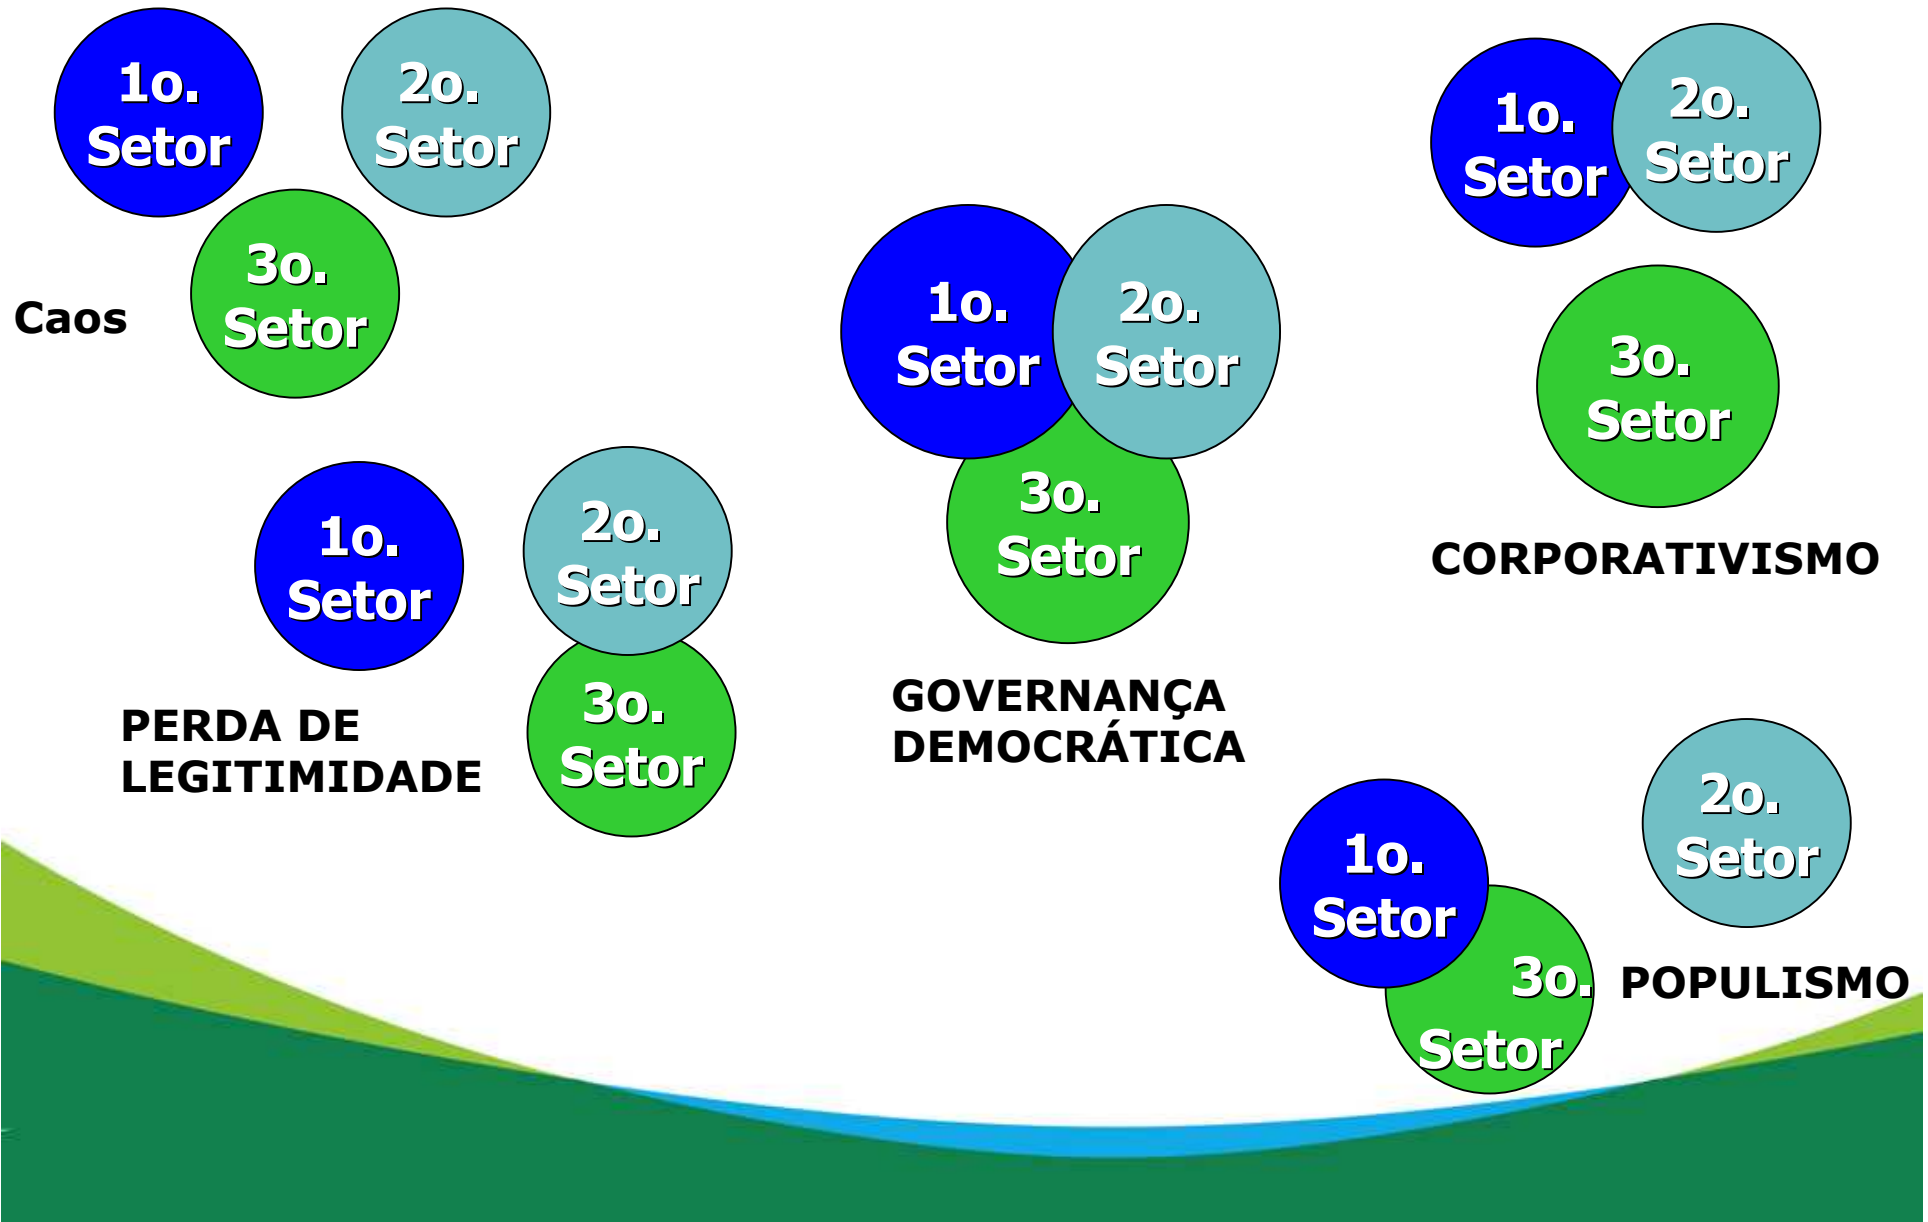 1o.
Setor
2o.
Setor
3o.
Setor
Caos
1o.
Setor
2o.
Setor
3o.
Setor
PERDA DE
LEGITIMIDADE
1o.
Setor
2o.
Setor
3o.
Setor
GOVERNANÇA
DEMOCRÁTICA
1o.
Setor
2o.
Setor
3o.
Setor
CORPORATIVISMO
1o.
Setor
2o.
Setor
3o.
Setor
POPULISMO